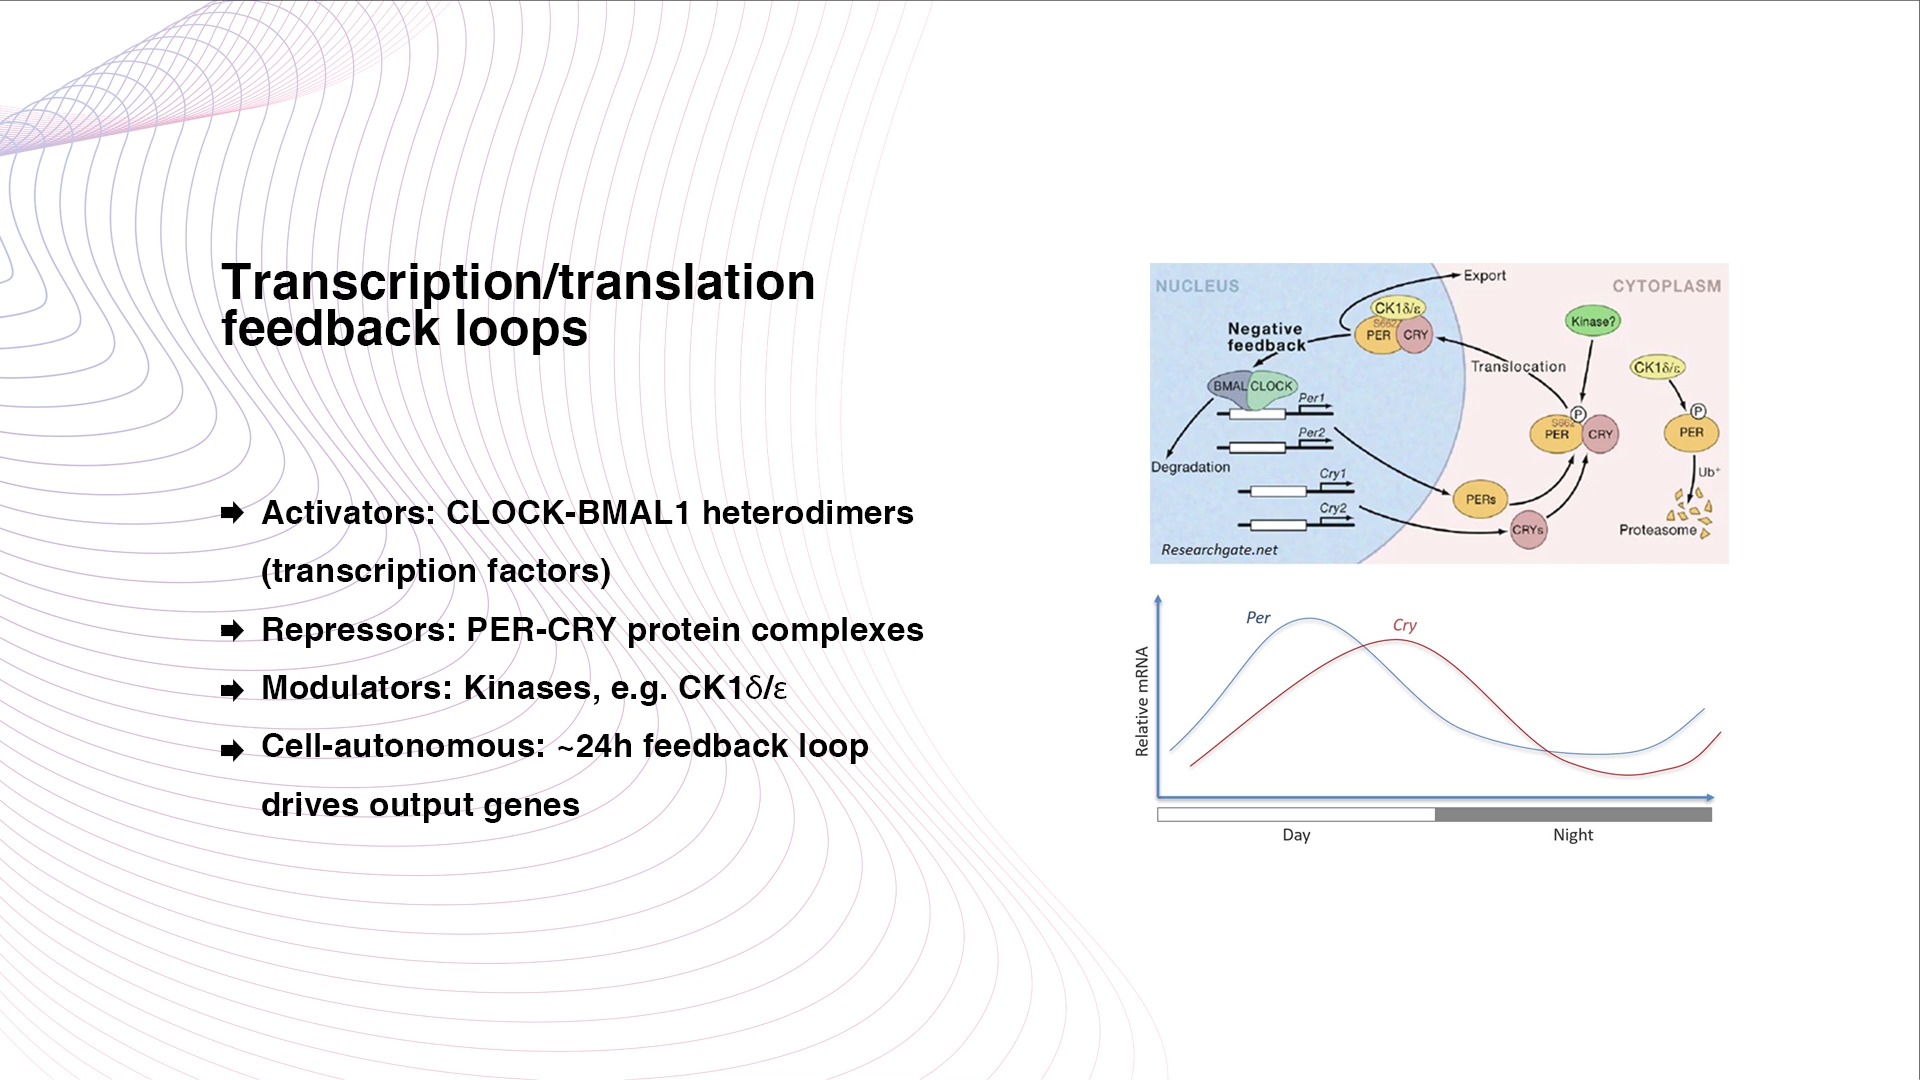 Transcription/translation
feedback loops
Activators: CLOCK-BMAL1 heterodimers
(transcription factors)
Repressors: PER-CRY protein complexes
Modulators: Kinases, e.g. CK1δ/ε
Cell-autonomous: ~24h feedback loop
drives output genes
NUCLEUS
CYTOPLASM
Export
CK1δ/ε
S662
PER
CRY
Negative
feedback
Kinase?
Translocation
CK1δ/ε
BMAL
CLOCK
Per1
P
P
S662
PER
CRY
PER
Per2
Degradation
Ub⁺
Cry1
PERs
Cry2
CRYs
Proteasome
Researchgate.net
Per
Cry
Relative mRNA
Day
Night